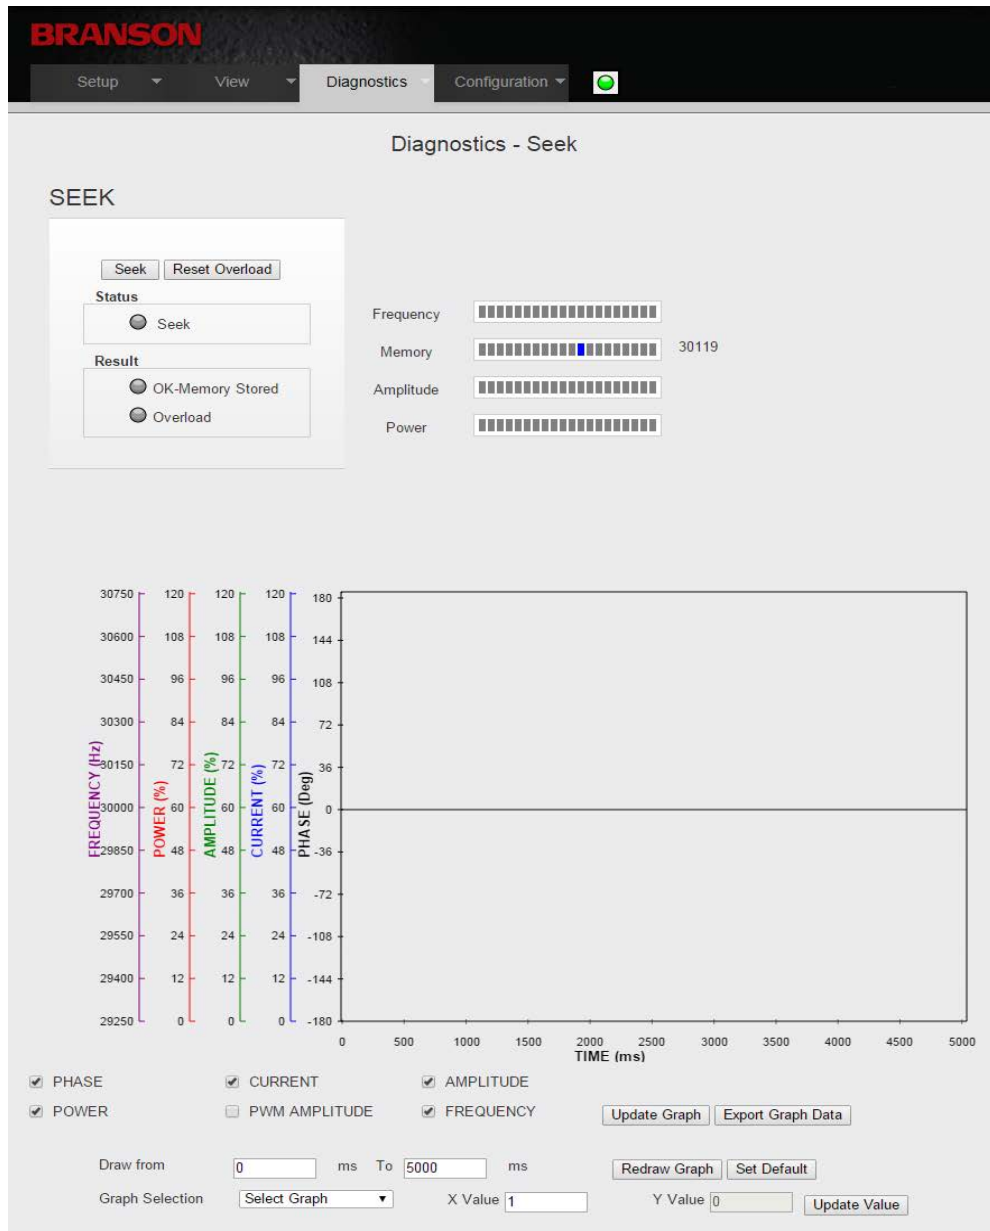 BRANSON
Setup View Diagnostics Configuration
Diagnostics - Seek
SEEK
Seek Reset Overload
Status
Seek
Result
OK-Memory Stored
Overload
Frequency
Memory 30119
Amplitude
Power
30750 120 120 120 180
30600 108 108 108 144
30450 96 96 96 108
30300 84 84 84 72
30150 72 72 72 36
30000 60 60 60 0
29850 48 48 48 -36
29700 36 36 36 -72
29550 24 24 24 -108
29400 12 12 12 -144
29250 0 0 0 -180
FREQUENCY (Hz)
POWER (%)
AMPLITUDE (%)
CURRENT (%)
PHASE (Deg)
0 500 1000 1500 2000 2500 3000 3500 4000 4500 5000
TIME (ms)
PHASE CURRENT AMPLITUDE
POWER PWM AMPLITUDE FREQUENCY Update Graph Export Graph Data
Draw from 0 ms To 5000 ms Redraw Graph Set Default
Graph Selection Select Graph X Value 1 Y Value 0 Update Value